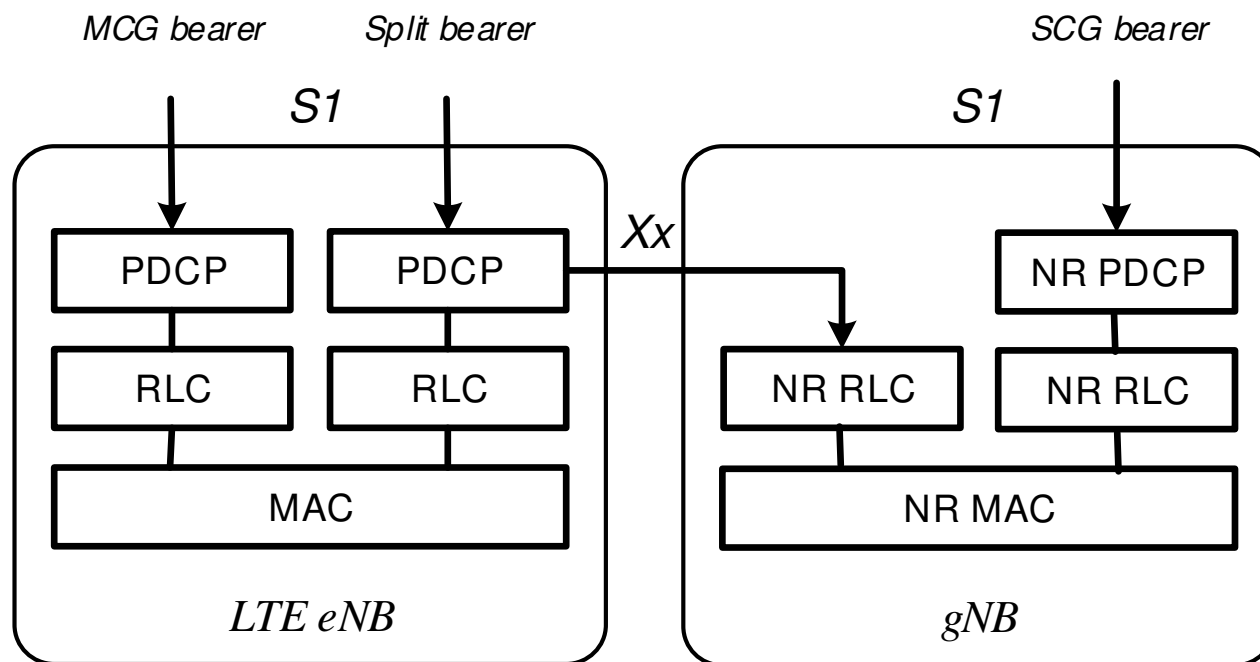 MCG bearer
Split bearer
SCG bearer
S1
S1
Xx
PDCP
PDCP
NR PDCP
RLC
RLC
NR RLC
NR RLC
MAC
NR MAC
LTE eNB
gNB